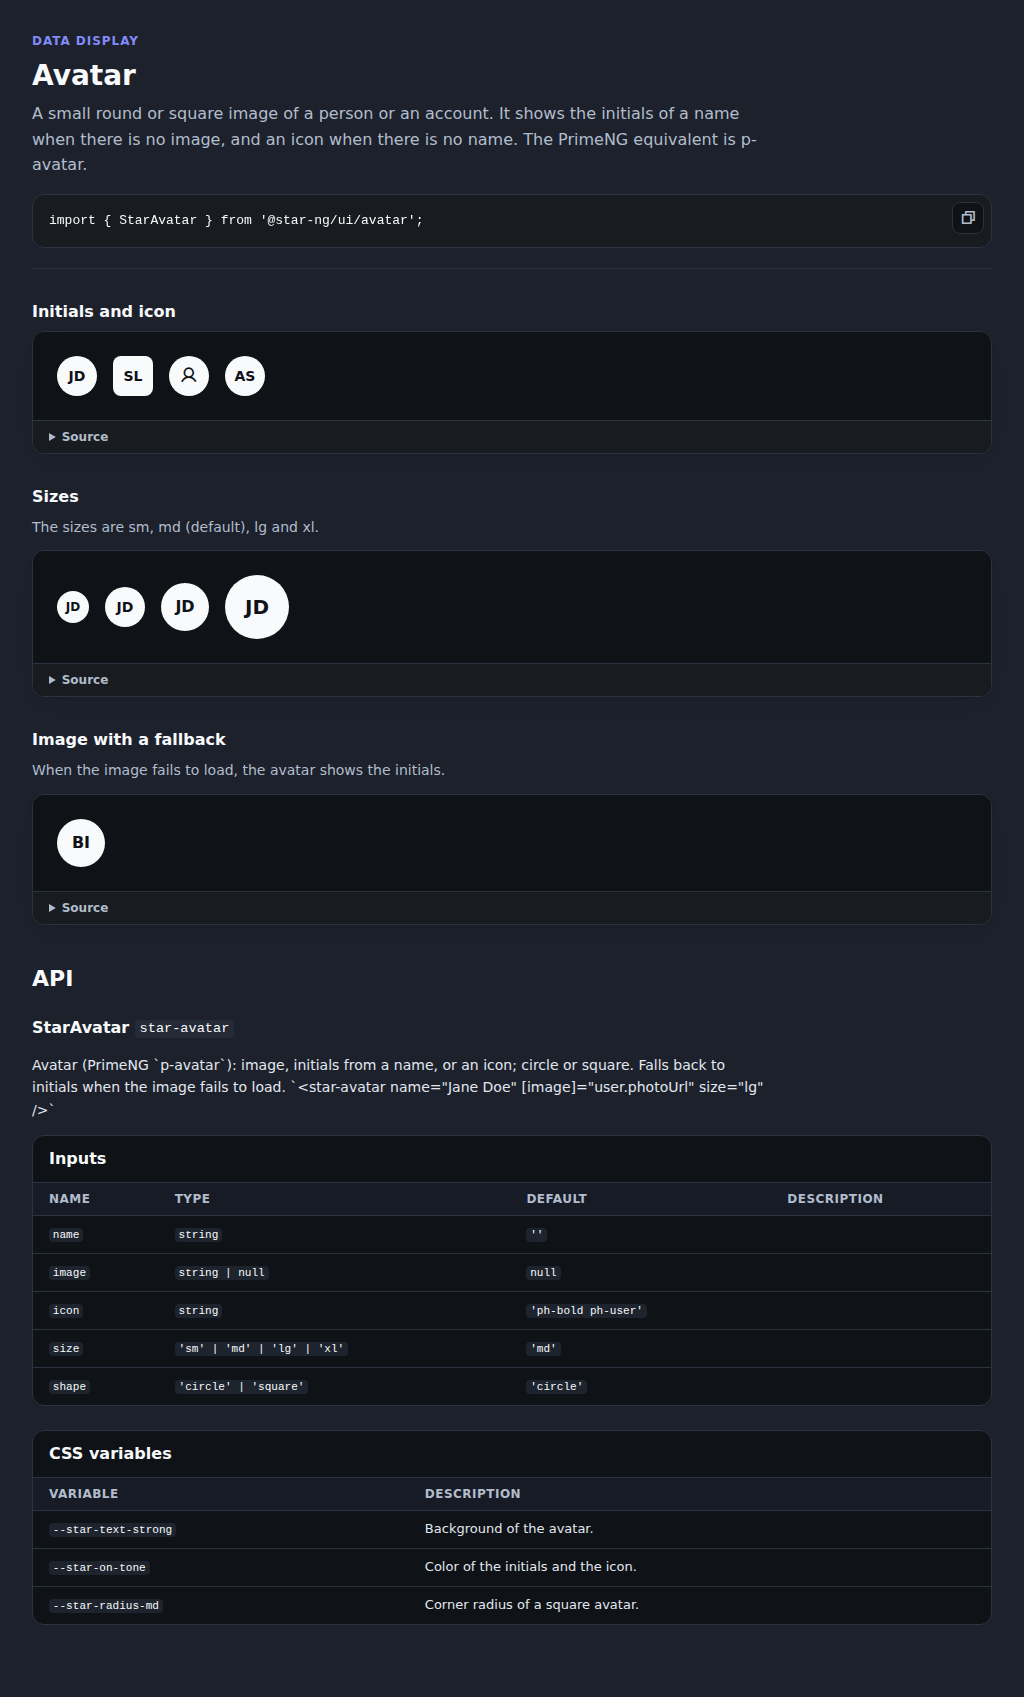 DATA DISPLAY
Avatar
A small round or square image of a person or an account. It shows the initials of a name
when there is no image, and an icon when there is no name. The PrimeNG equivalent is p-
avatar.
import { StarAvatar } from '@star-ng/ui/avatar';
Initials and icon
JD SL AS
Source
Sizes
The sizes are sm, md (default), lg and xl.
JD JD JD JD
Source
Image with a fallback
When the image fails to load, the avatar shows the initials.
BI
Source
API
StarAvatar star-avatar
Avatar (PrimeNG `p-avatar`): image, initials from a name, or an icon; circle or square. Falls back to
initials when the image fails to load. `<star-avatar name="Jane Doe" [image]="user.photoUrl" size="lg"
/>`
Inputs
NAME TYPE DEFAULT DESCRIPTION
name string ''
image string | null null
icon string 'ph-bold ph-user'
size 'sm' | 'md' | 'lg' | 'xl' 'md'
shape 'circle' | 'square' 'circle'
CSS variables
VARIABLE DESCRIPTION
--star-text-strong Background of the avatar.
--star-on-tone Color of the initials and the icon.
--star-radius-md Corner radius of a square avatar.